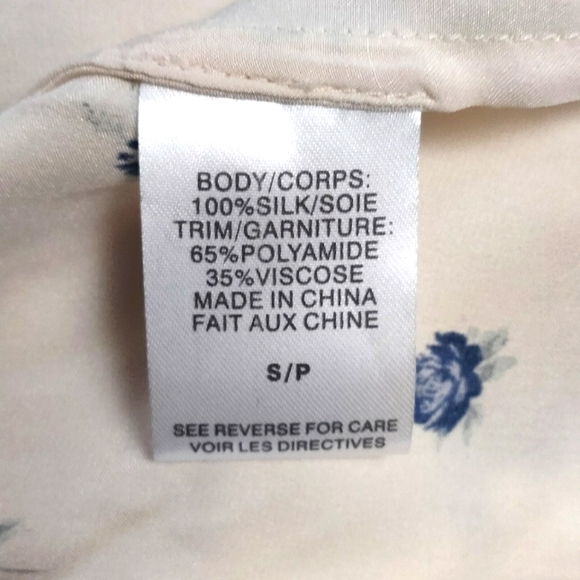 BODY/CORPS:
100%SILK/SOIE
TRIM/GARNITURE:
65%POLYAMIDE
35%VISCOSE
MADE IN CHINA
FAIT AUX CHINE
S/P
SEE REVERSE FOR CARE
VOIR LES DIRECTIVES